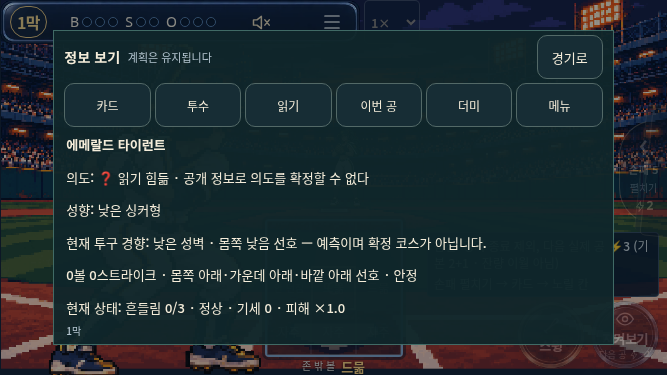 1막 B○○○ S○○ O○○○ 1×
정보 보기 계획은 유지됩니다 경기로
카드 투수 읽기 이번 공 더미 메뉴
에메랄드 타이런트
의도: ❓ 읽기 힘듦 · 공개 정보로 의도를 확정할 수 없다
성향: 낮은 싱커형
현재 투구 경향: 낮은 성벽 · 몸쪽 낮음 선호 — 예측이며 확정 코스가 아닙니다.
0볼 0스트라이크 · 몸쪽 아래·가운데 아래·바깥 아래 선호 · 안정
현재 상태: 흔들림 0/3 · 정상 · 기세 0 · 피해 ×1.0
1막
⚡3 (기
존 밖 볼 드묾